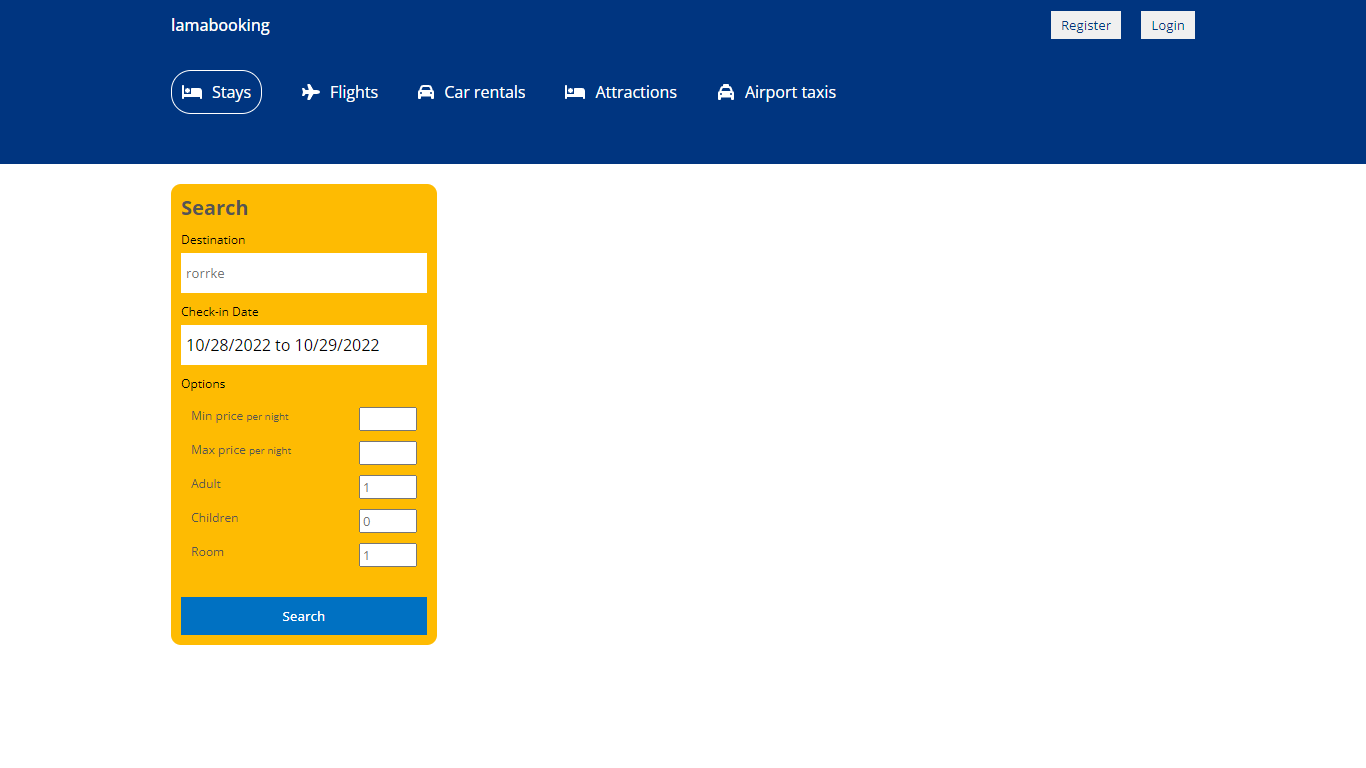 lamabooking
Register
Login
Stays
Flights
Car rentals
Attractions
Airport taxis
Search
Destination
rorrke
Check-in Date
10/28/2022 to 10/29/2022
Options
Min price per night
Max price per night
Adult
1
Children
0
Room
1
Search